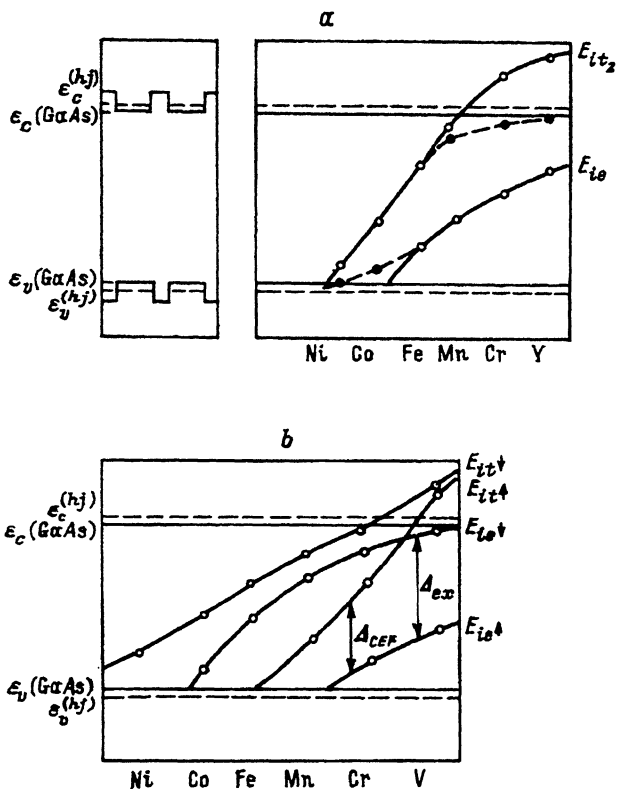 a
ε_c^(hj)
ε_c(GaAs)
ε_v(GaAs)
ε_v^(hj)
E_it₂
E_ie
Ni Co Fe Mn Cr Y
b
ε_c^(hj)
ε_c(GaAs)
ε_v(GaAs)
ε_v^(hj)
E_it↓
E_it↑
E_ie↓
Δ_ex
Δ_CEF
E_ie↑
Ni Co Fe Mn Cr V